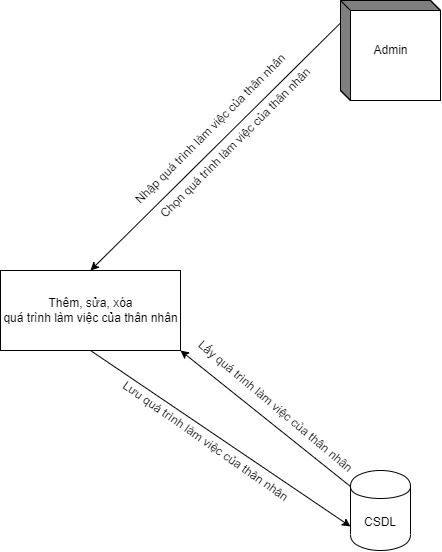 Admin
Nhập quá trình làm việc của thân nhân
Chọn quá trình làm việc của thân nhân
Thêm, sửa, xóa
quá trình làm việc của thân nhân
Lấy quá trình làm việc của thân nhân
Lưu quá trình làm việc của thân nhân
CSDL